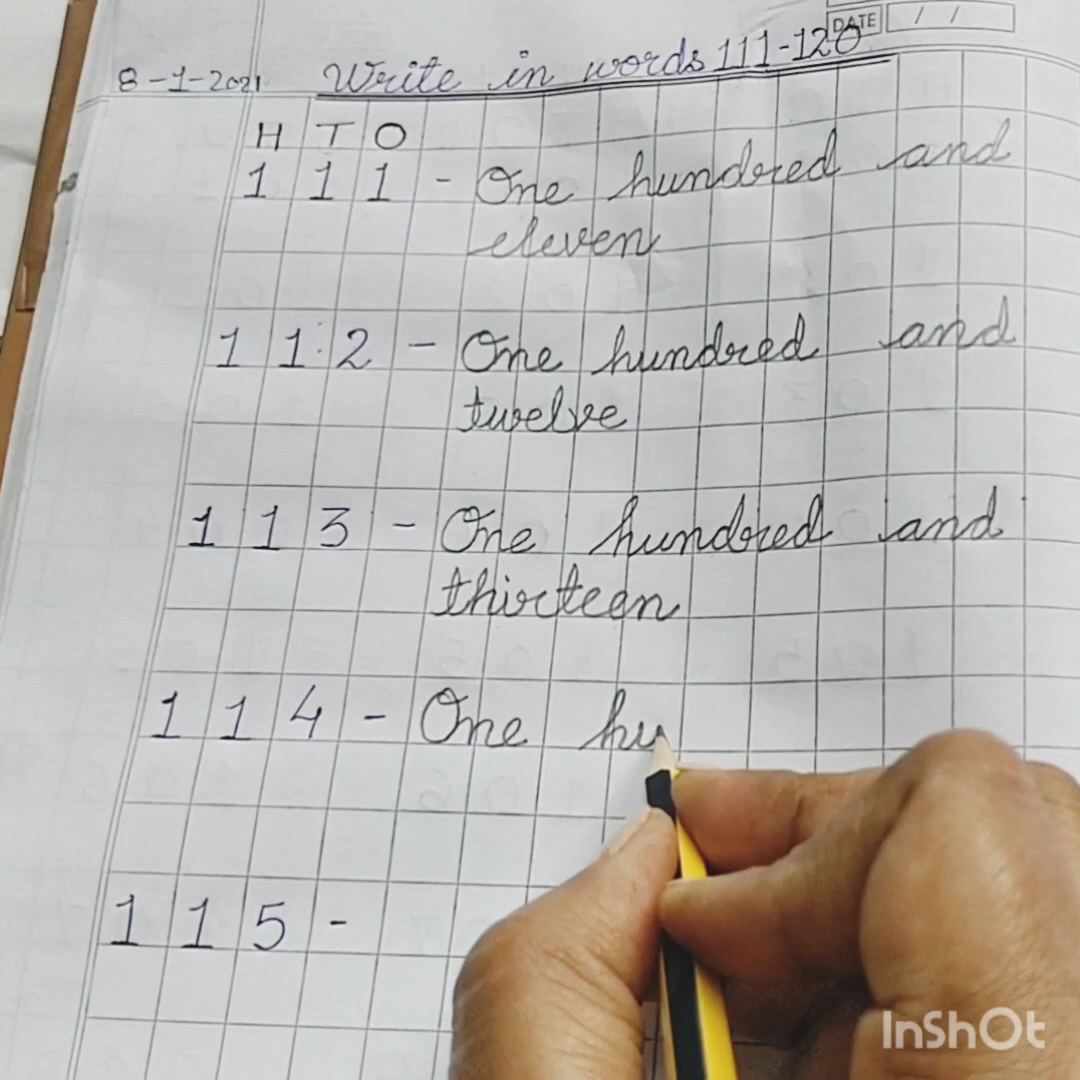 DATE / /
8-1-2021 Write in words 111-120
H T O
1 1 1 - One hundred and
eleven
1 1 2 - One hundred and
twelve
1 1 3 - One hundred and
thirteen
1 1 4 - One hu
1 1 5 -
InShOt